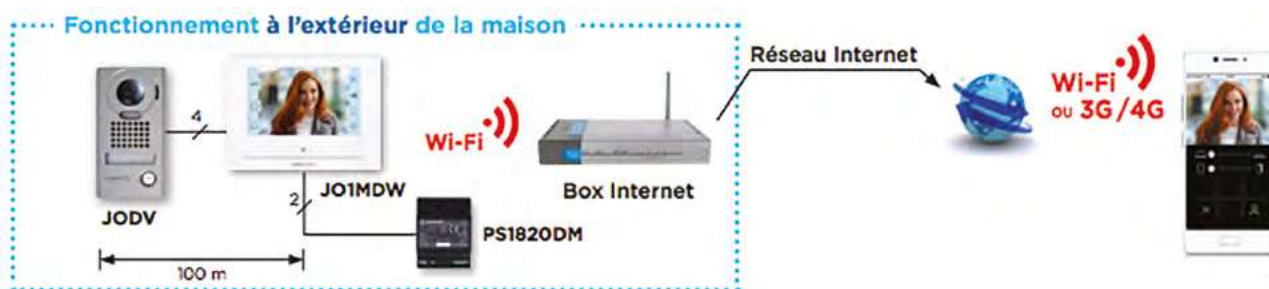 Fonctionnement à l'extérieur de la maison
Réseau Internet
Wi-Fi
ou 3G/4G
4
Wi-Fi
JO1MDW
Box Internet
JODV
2
PS1820DM
100 m